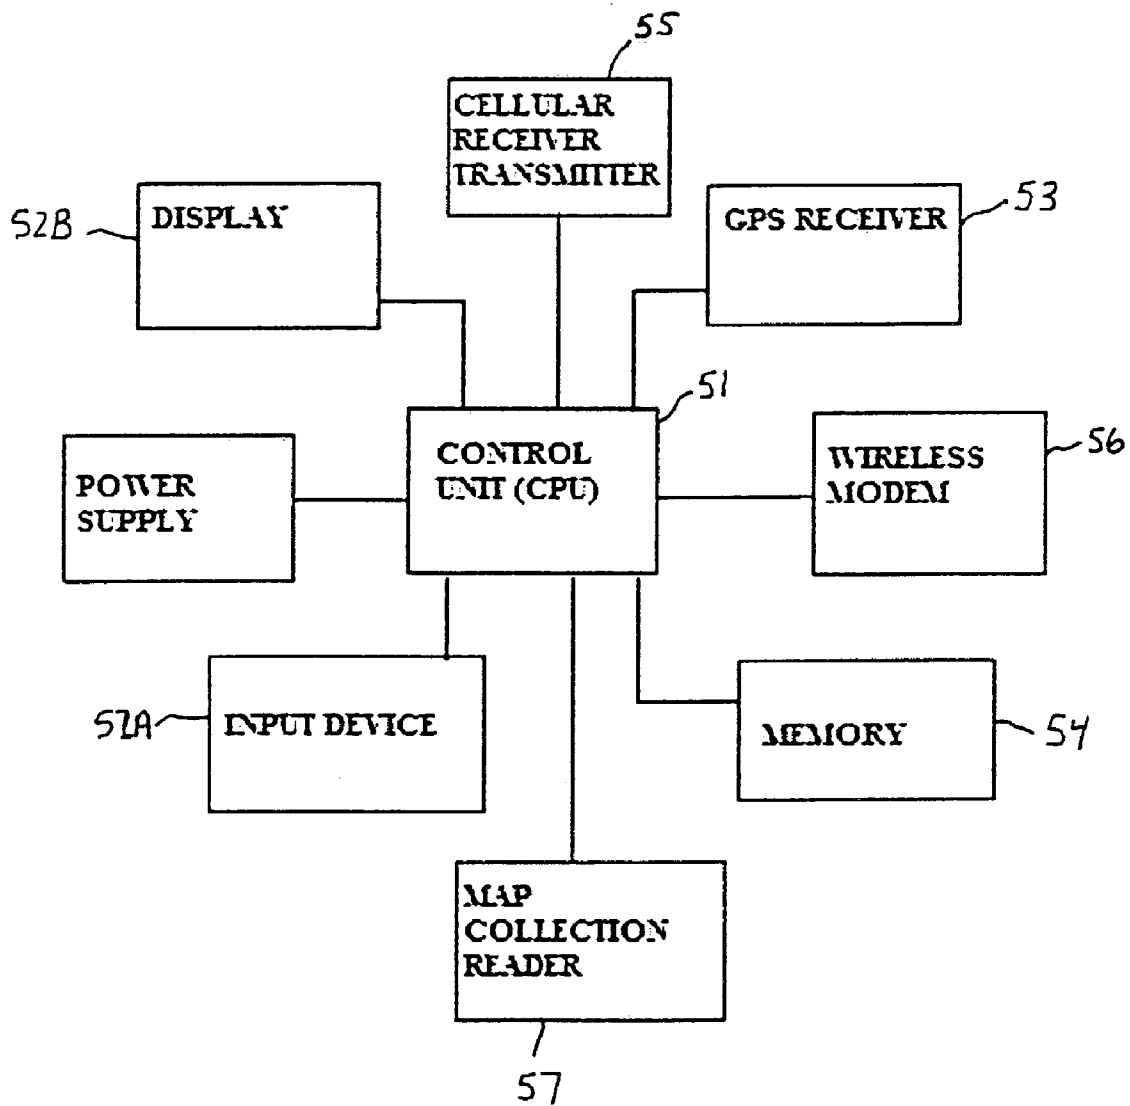 55
CELLULAR
RECEIVER
TRANSMITTER
52B
DISPLAY
GPS RECEIVER
53
51
CONTROL
UNIT (CPU)
POWER
SUPPLY
WIRELESS
MODEM
56
52A
INPUT DEVICE
MEMORY
54
MAP
COLLECTION
READER
57